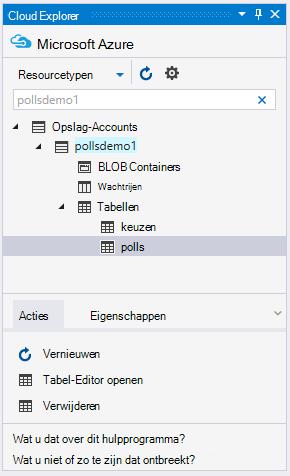 Cloud Explorer
Microsoft Azure
Resourcetypen
pollsdemo1
Opslag-Accounts
pollsdemo1
BLOB Containers
Wachtrijen
Tabellen
keuzen
polls
Acties Eigenschappen
Vernieuwen
Tabel-Editor openen
Verwijderen
Wat u dat over dit hulpprogramma?
Wat u niet of zo te zijn dat ontbreekt?